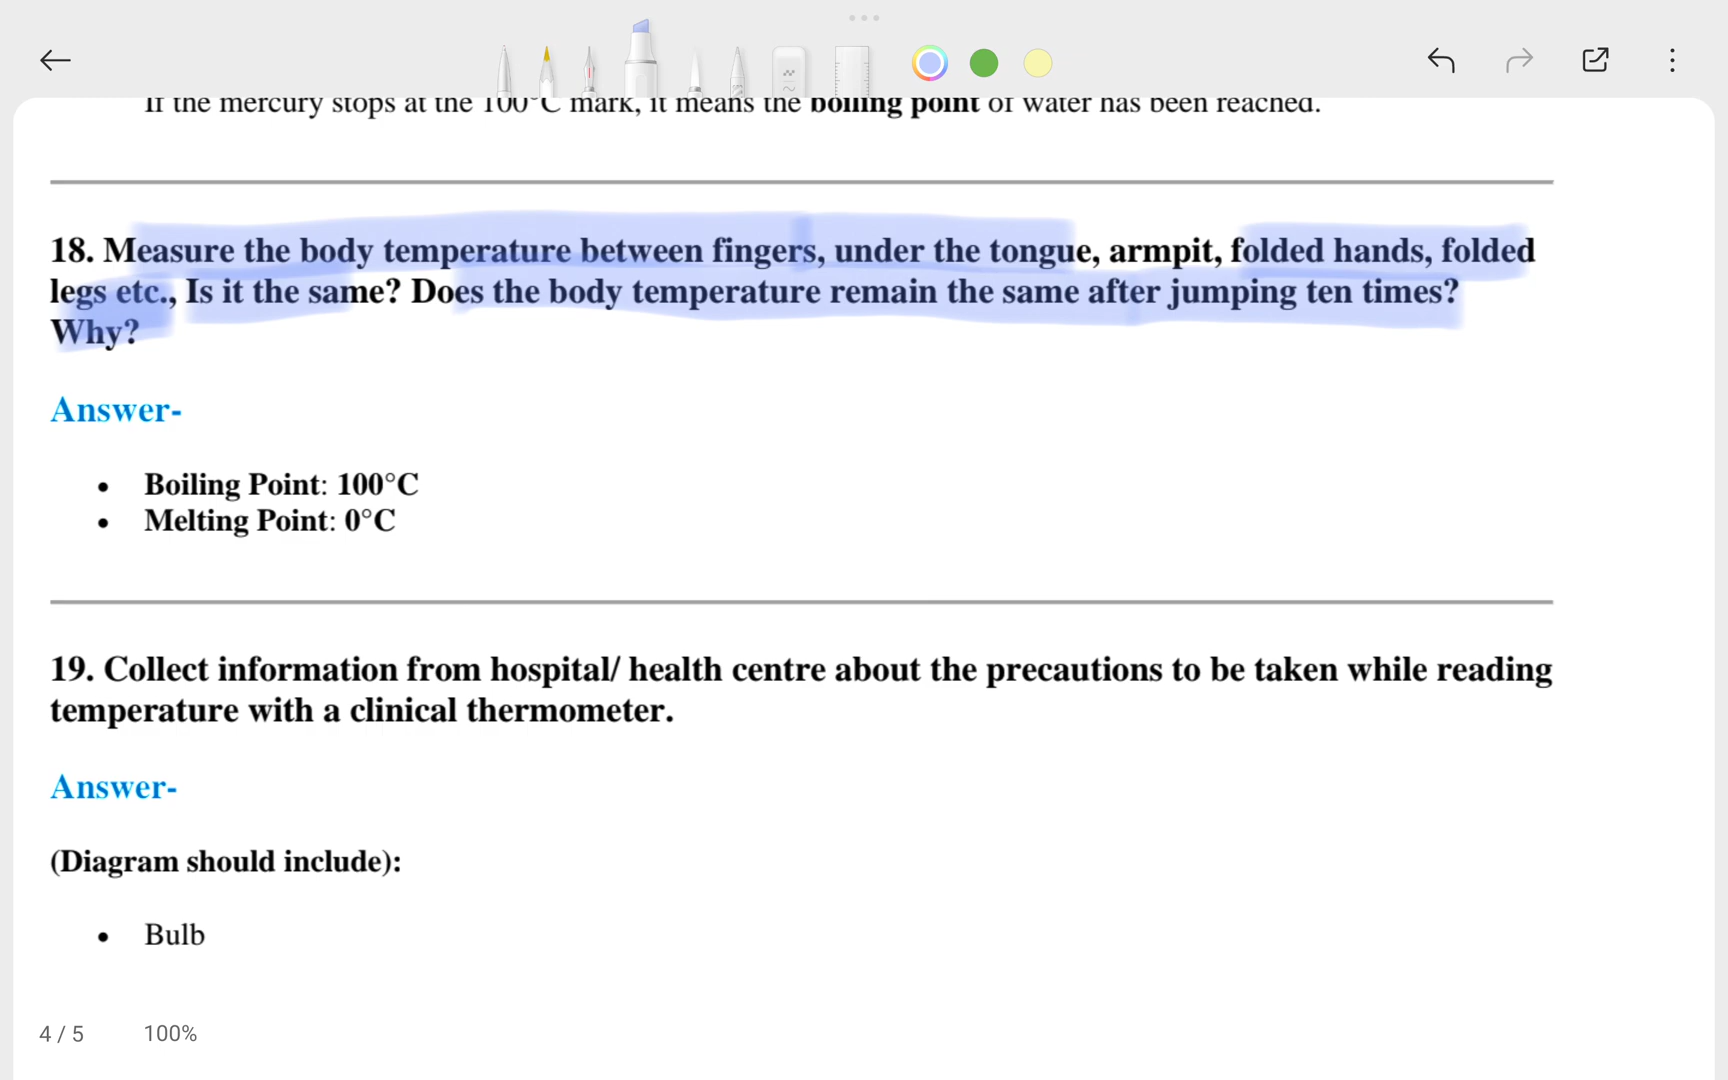 If the mercury stops at the 100°C mark, it means the boiling point of water has been reached.
18. Measure the body temperature between fingers, under the tongue, armpit, folded hands, folded
legs etc., Is it the same? Does the body temperature remain the same after jumping ten times?
Why?
Answer-
• Boiling Point: 100°C
• Melting Point: 0°C
19. Collect information from hospital/ health centre about the precautions to be taken while reading
temperature with a clinical thermometer.
Answer-
(Diagram should include):
• Bulb
4 / 5 100%